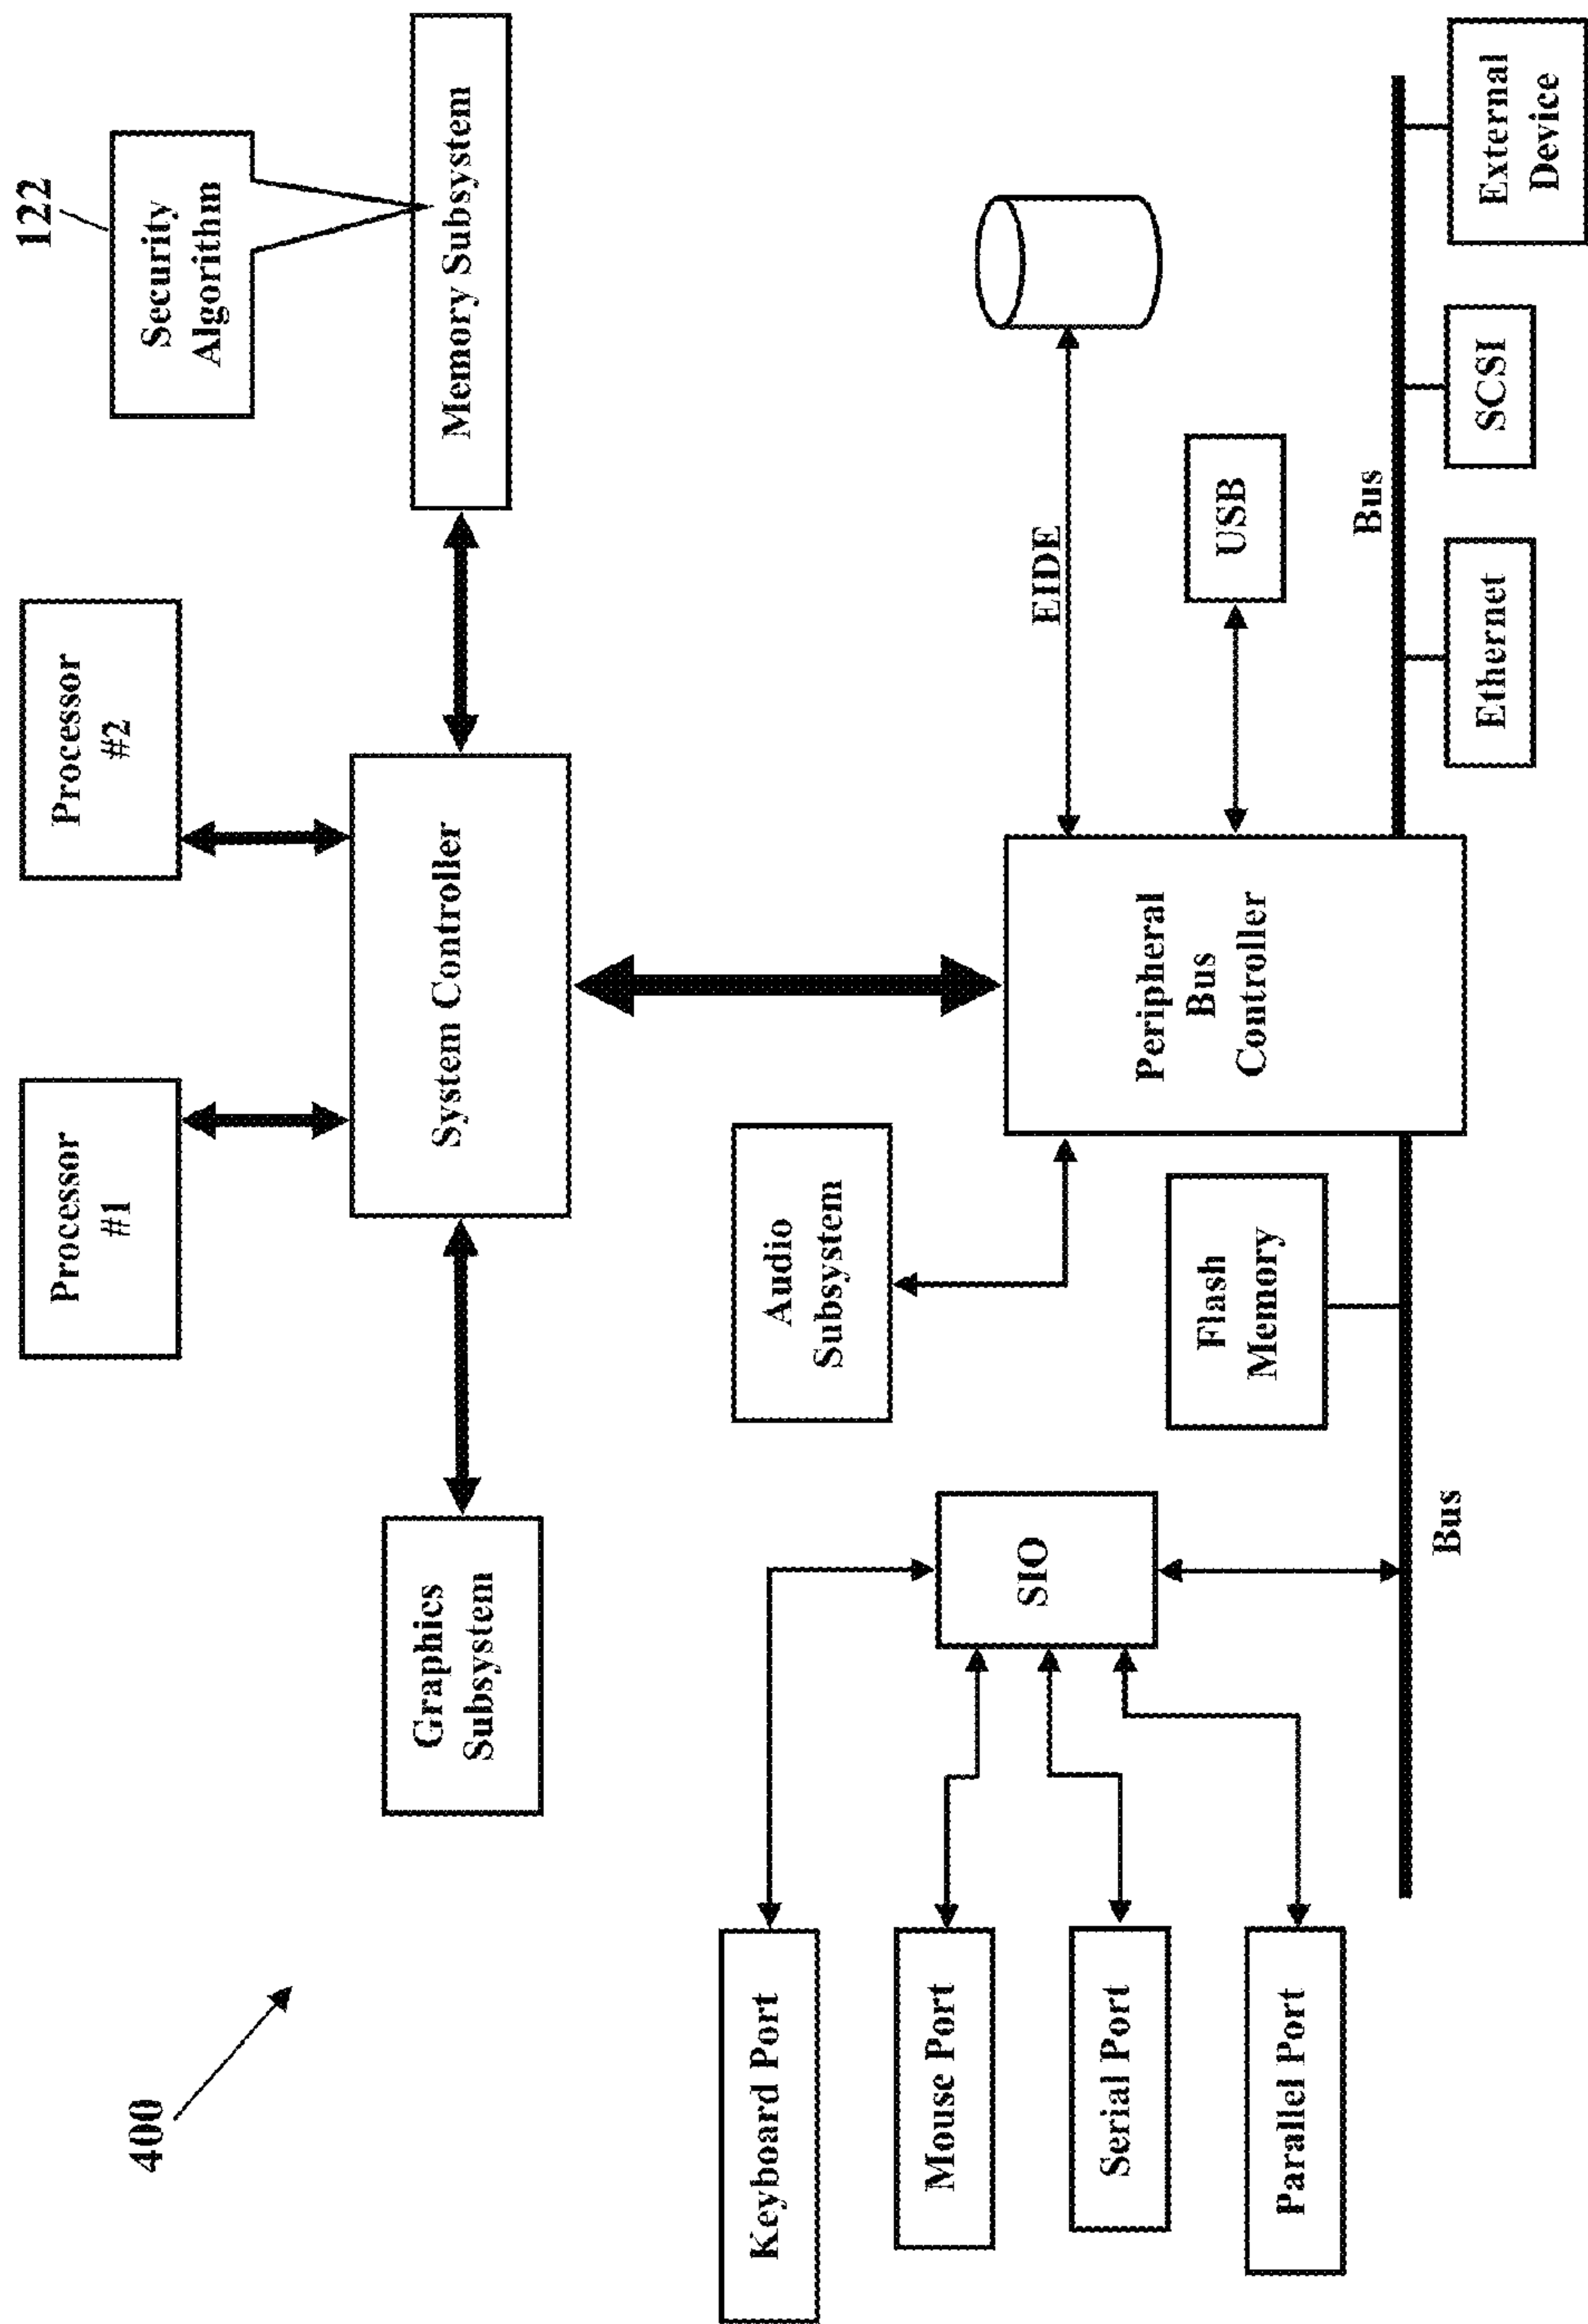 400
Processor
#1
Processor
#2
122
Security
Algorithm
Graphics
Subsystem
System Controller
Memory Subsystem
Keyboard Port
Mouse Port
Serial Port
Parallel Port
SIO
Audio
Subsystem
Flash
Memory
Bus
Peripheral
Bus
Controller
EIDE
USB
Bus
Ethernet
SCSI
External
Device